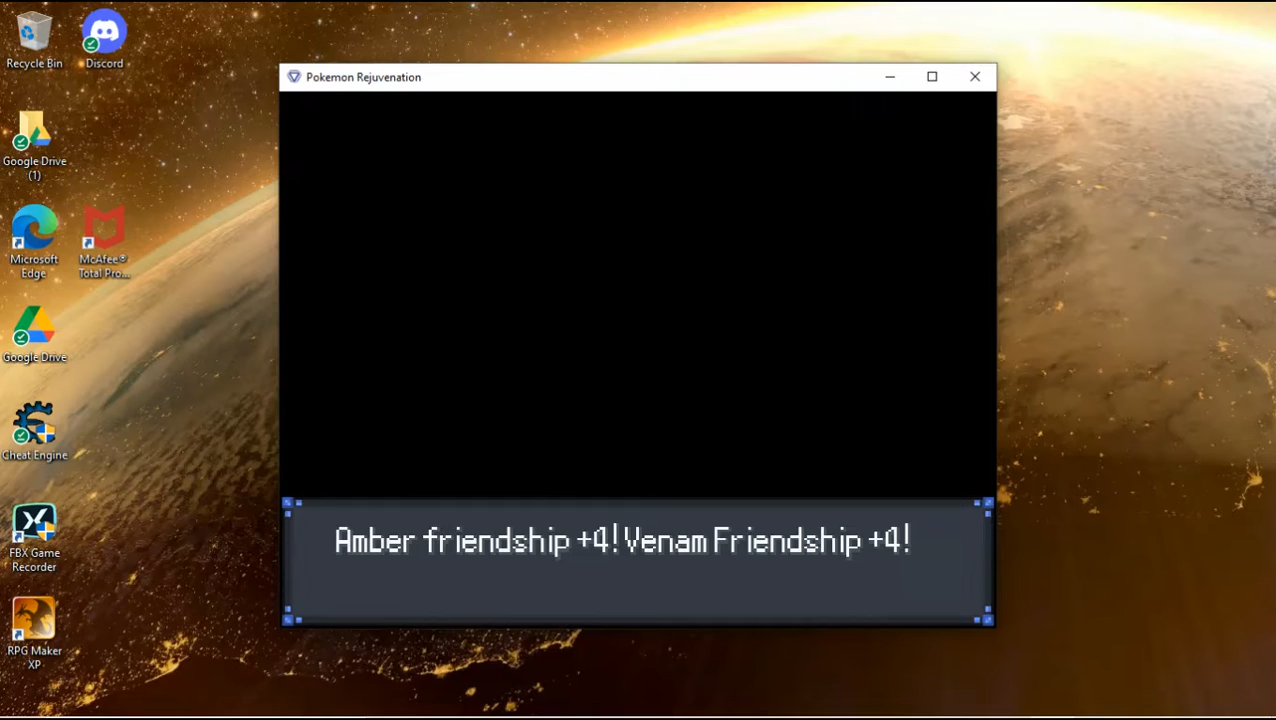 Recycle Bin
Discord
Google Drive
(1)
Microsoft
Edge
McAfee®
Total Pro...
Google Drive
Cheat Engine
FBX Game
Recorder
RPG Maker
XP
Pokemon Rejuvenation
Amber friendship +4! Venam Friendship +4!